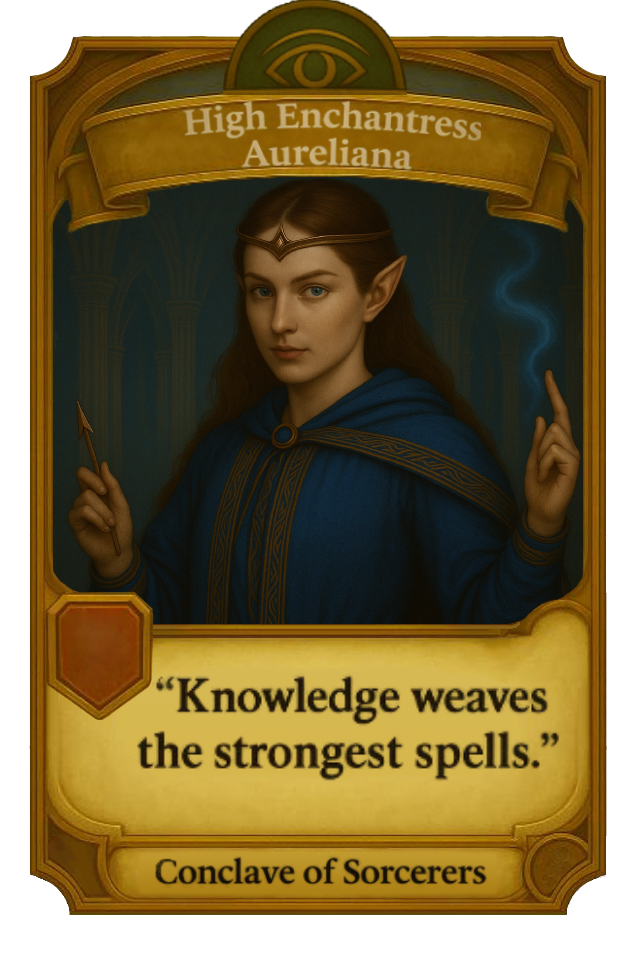 High Enchantress
Aureliana
“Knowledge weaves
the strongest spells.”
Conclave of Sorcerers